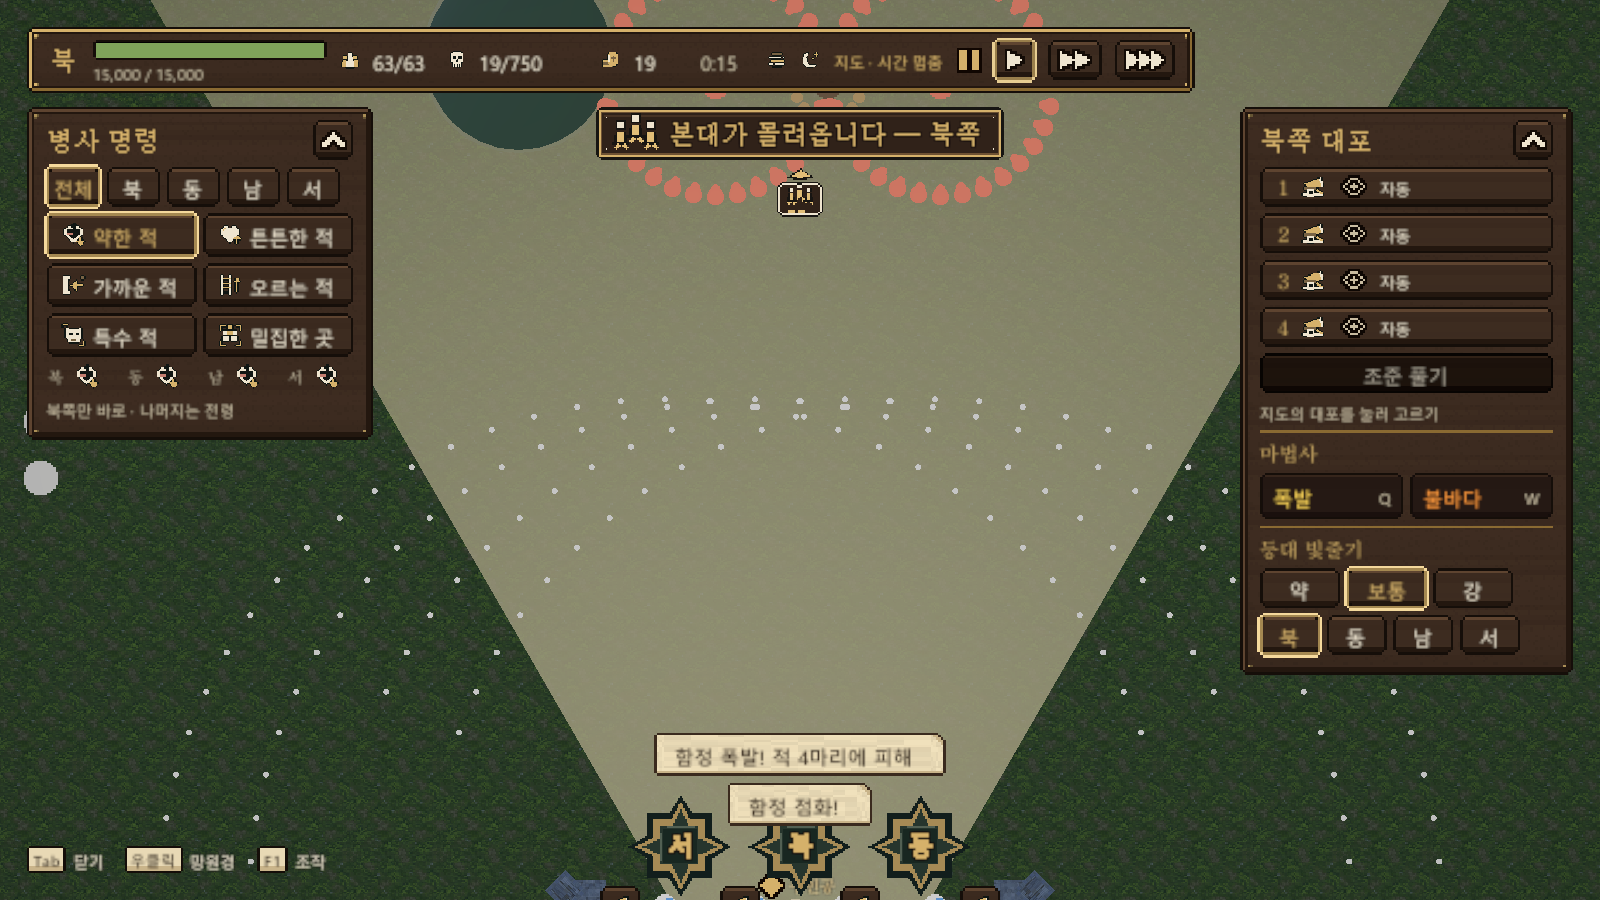 북
15,000 / 15,000
63/63
19/750
19
0:15
지도 · 시간 멈춤
본대가 몰려옵니다 — 북쪽
병사 명령
전체 북 동 남 서
약한 적 튼튼한 적
가까운 적 오르는 적
특수 적 밀집한 곳
북 동 남 서
북쪽만 바로 · 나머지는 전령
북쪽 대포
1 자동
2 자동
3 자동
4 자동
조준 풀기
지도의 대포를 눌러 고르기
마법사
폭발 Q 불바다 W
등대 빛줄기
약 보통 강
북 동 남 서
함정 폭발! 적 4마리에 피해
함정 점화!
서 북 동
Tab 닫기 우클릭 망원경 · F1 조작